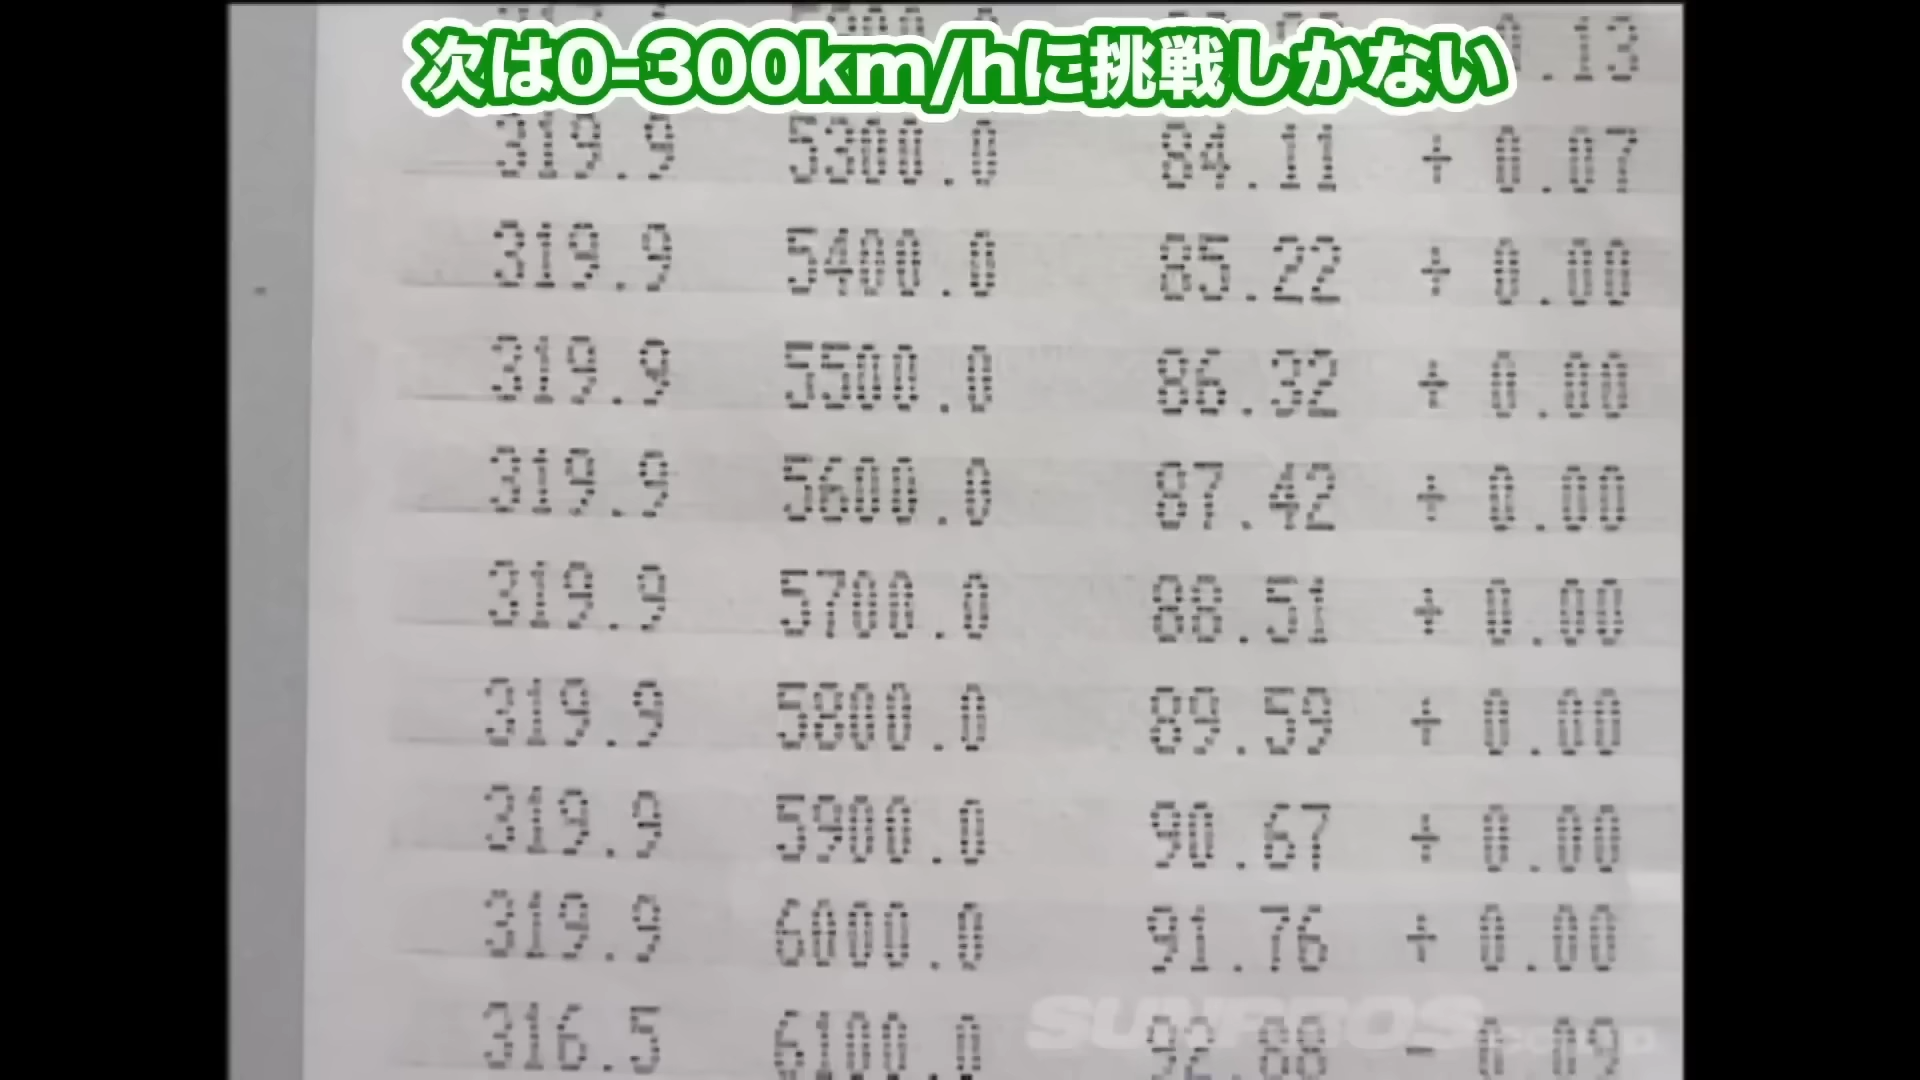 次は0-300km/hに挑戦しかない
.13
319.9 5300.0 84.11 + 0.07
319.9 5400.0 85.22 + 0.00
319.9 5500.0 86.32 + 0.00
319.9 5600.0 87.42 + 0.00
319.9 5700.0 88.51 + 0.00
319.9 5800.0 89.59 + 0.00
319.9 5900.0 90.67 + 0.00
319.9 6000.0 91.76 + 0.00
316.5 6100.0 92.88 - 0.09
SUNPROS CO.LTD.